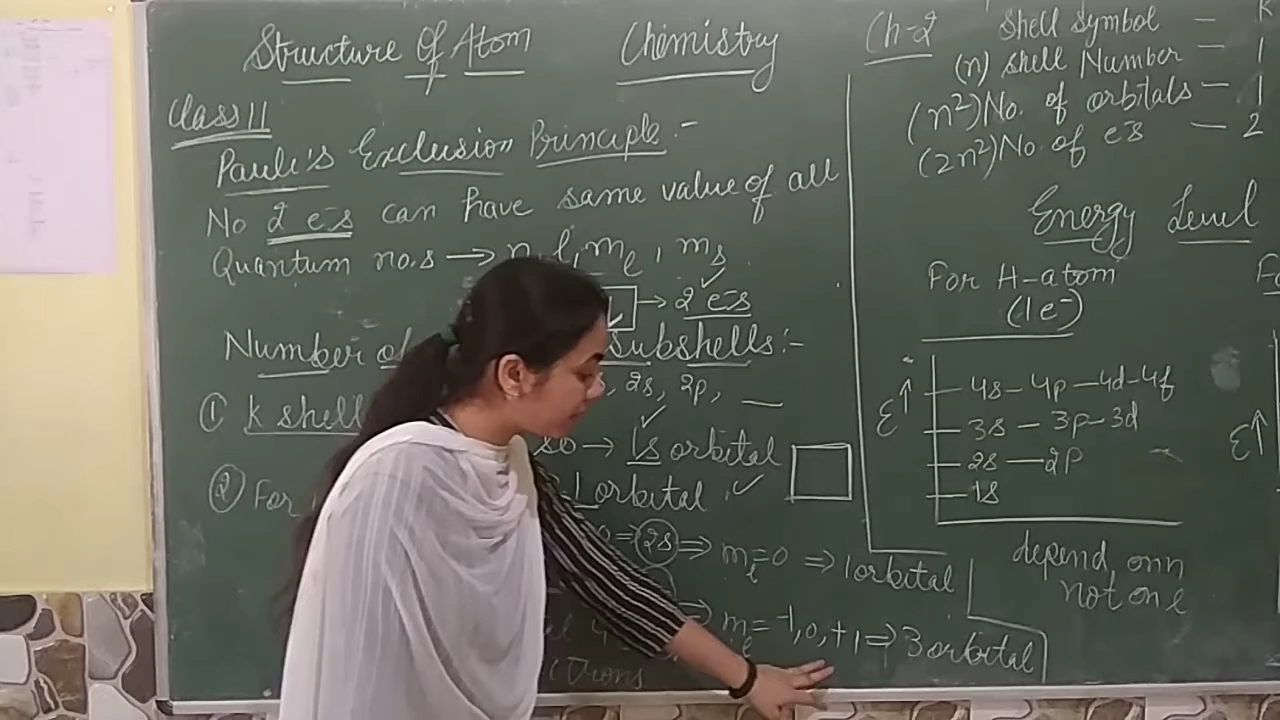 Structure Of Atom Chemistry Ch-2
Class 11
Pauli's Exclusion Principle:-
No 2 e⁻s can have same value of all
Quantum no.s → n, l, mₗ, mₛ
→ 2 e⁻s
Number of Subshells:-
2s, 2p,
① K shell so → 1s orbital
② For 1 orbital
0 ⇒ 2s ⇒ mₗ=0 ⇒ 1 orbital
⇒ mₗ = -1, 0, +1 ⇒ 3 orbital
Shell Symbol — K
(n) Shell Number — 1
(n²) No. of orbitals — 1
(2n²) No. of e⁻s — 2
Energy Level
For H-atom
(1e⁻)
ε↑
4s — 4p — 4d - 4f
3s — 3p — 3d
2s — 2p
1s
ε↑
depend on n
not on l